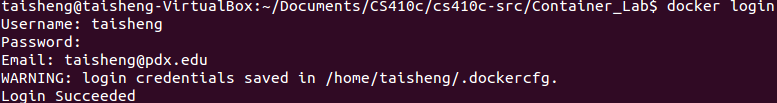 taisheng@taisheng-VirtualBox:~/Documents/CS410c/cs410c-src/Container_Lab$ docker login
Username: taisheng
Password:
Email: taisheng@pdx.edu
WARNING: login credentials saved in /home/taisheng/.dockercfg.
Login Succeeded